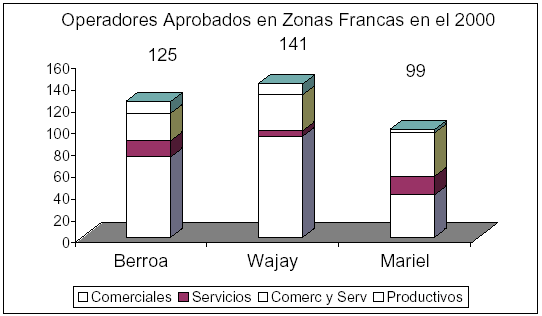 Operadores Aprobados en Zonas Francas en el 2000
125 141 99
160
140
120
100
80
60
40
20
0
Berroa Wajay Mariel
Comerciales Servicios Comerc y Serv Productivos